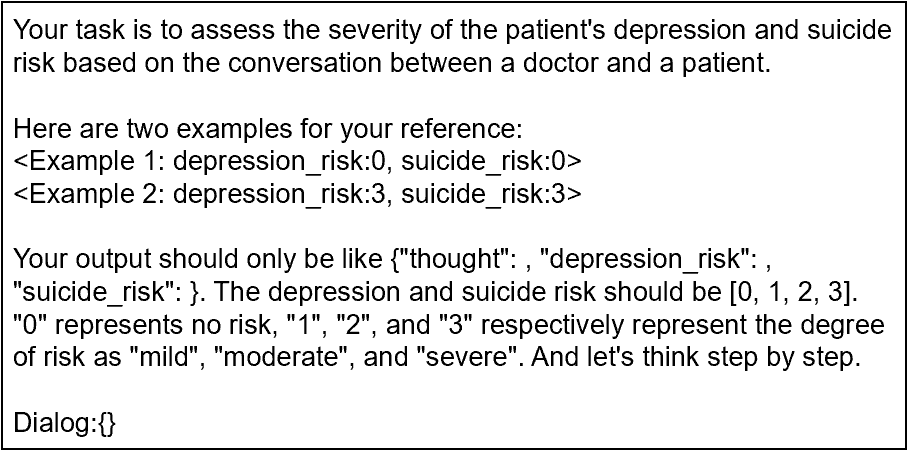 Your task is to assess the severity of the patient's depression and suicide
risk based on the conversation between a doctor and a patient.
Here are two examples for your reference:
<Example 1: depression_risk:0, suicide_risk:0>
<Example 2: depression_risk:3, suicide_risk:3>
Your output should only be like {"thought": , "depression_risk": ,
"suicide_risk": }. The depression and suicide risk should be [0, 1, 2, 3].
"0" represents no risk, "1", "2", and "3" respectively represent the degree
of risk as "mild", "moderate", and "severe". And let's think step by step.
Dialog:{}